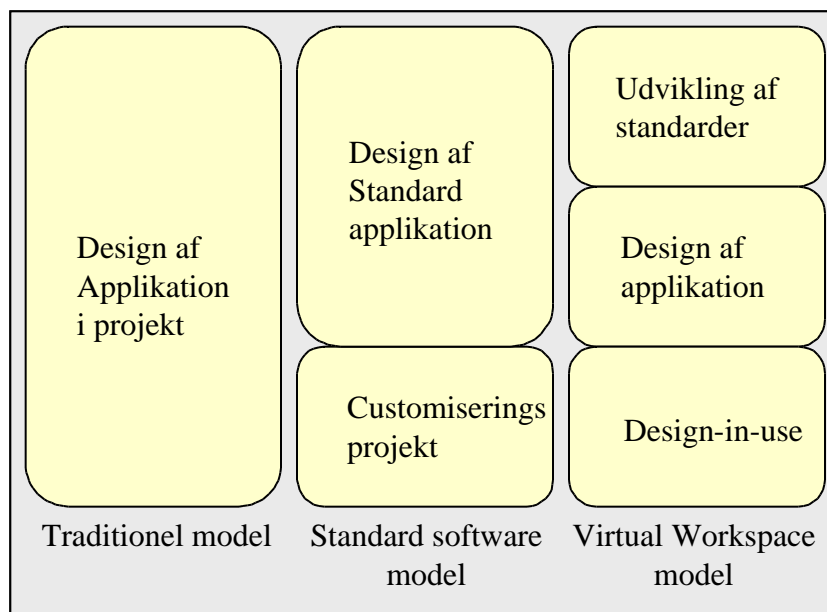 Design af
Applikation
i projekt
Traditionel model
Design af
Standard
applikation
Customiserings
projekt
Standard software
model
Udvikling af
standarder
Design af
applikation
Design-in-use
Virtual Workspace
model